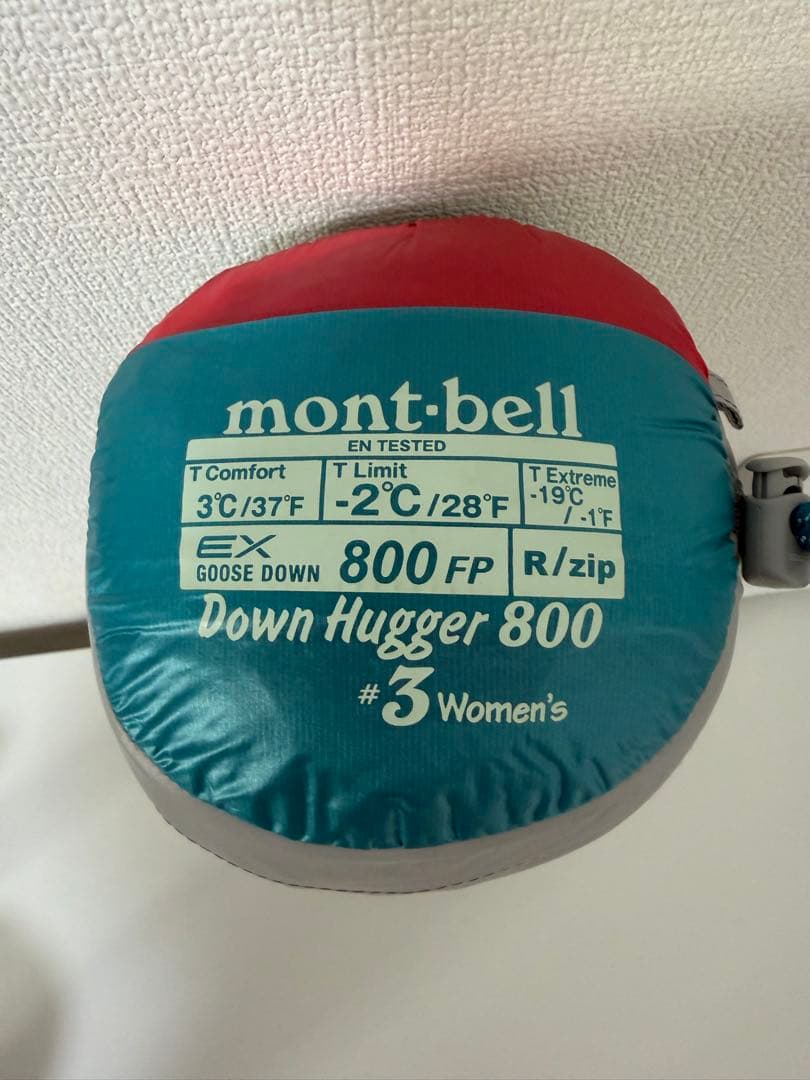 mont-bell
EN TESTED
T Comfort
3℃/37°F
T Limit
-2℃/28°F
T Extreme
-19℃
/ -1°F
EX
GOOSE DOWN
800 FP
R/zip
Down Hugger 800
#3 Women's